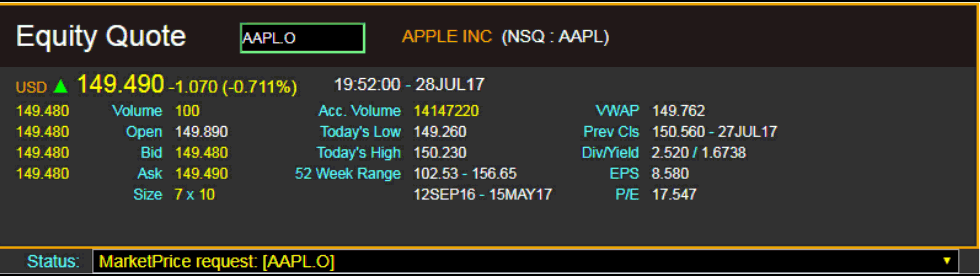 Equity Quote AAPL.O APPLE INC (NSQ : AAPL)
USD ▲ 149.490 -1.070 (-0.711%) 19:52:00 - 28JUL17
149.480 Volume 100 Acc. Volume 14147220 VWAP 149.762
149.480 Open 149.890 Today's Low 149.260 Prev Cls 150.560 - 27JUL17
149.480 Bid 149.480 Today's High 150.230 Div/Yield 2.520 / 1.6738
149.480 Ask 149.490 52 Week Range 102.53 - 156.65 EPS 8.580
Size 7 x 10 12SEP16 - 15MAY17 P/E 17.547
Status: MarketPrice request: [AAPL.O]